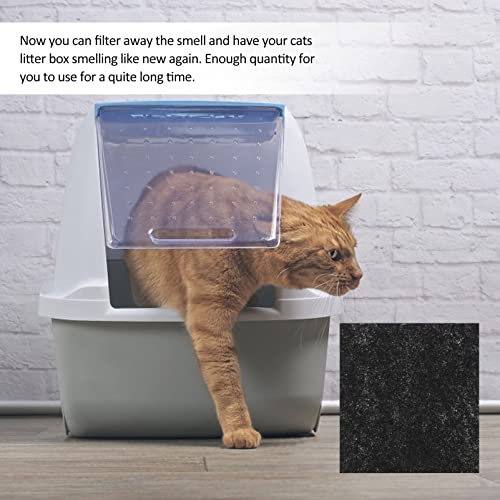 Now you can filter away the smell and have your cats
litter box smelling like new again. Enough quantity for
you to use for a quite long time.